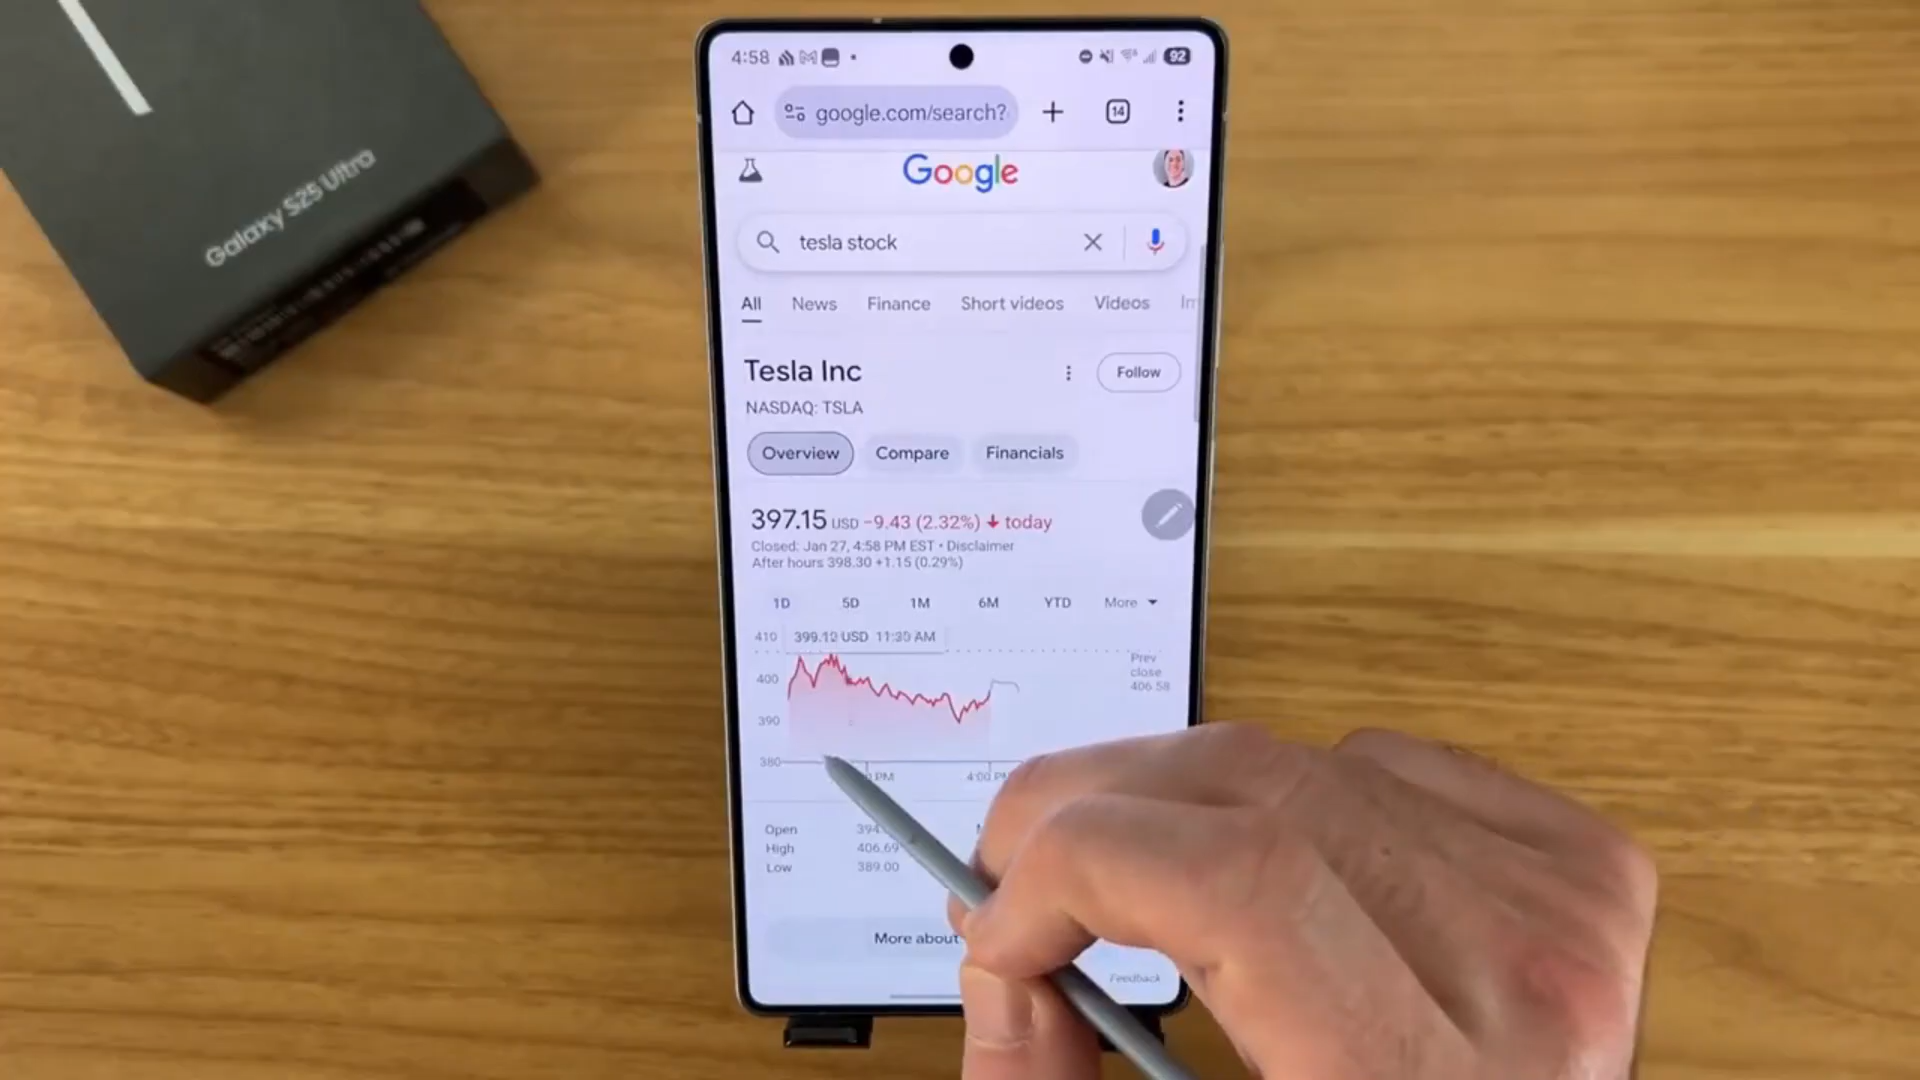 Galaxy S25 Ultra
4:58
92
google.com/search?
14
Google
tesla stock
All News Finance Short videos Videos
Tesla Inc
Follow
NASDAQ: TSLA
Overview Compare Financials
397.15 USD −9.43 (2.32%) today
Closed: Jan 27, 4:58 PM EST • Disclaimer
After hours 398.30 +1.15 (0.29%)
1D 5D 1M 6M YTD More
410 399.10 USD 11:30 AM
Prev
close
406.58
400
390
380
PM 4:00 PM
Open 394
High 406.69
Low 389.00
More about
Feedback